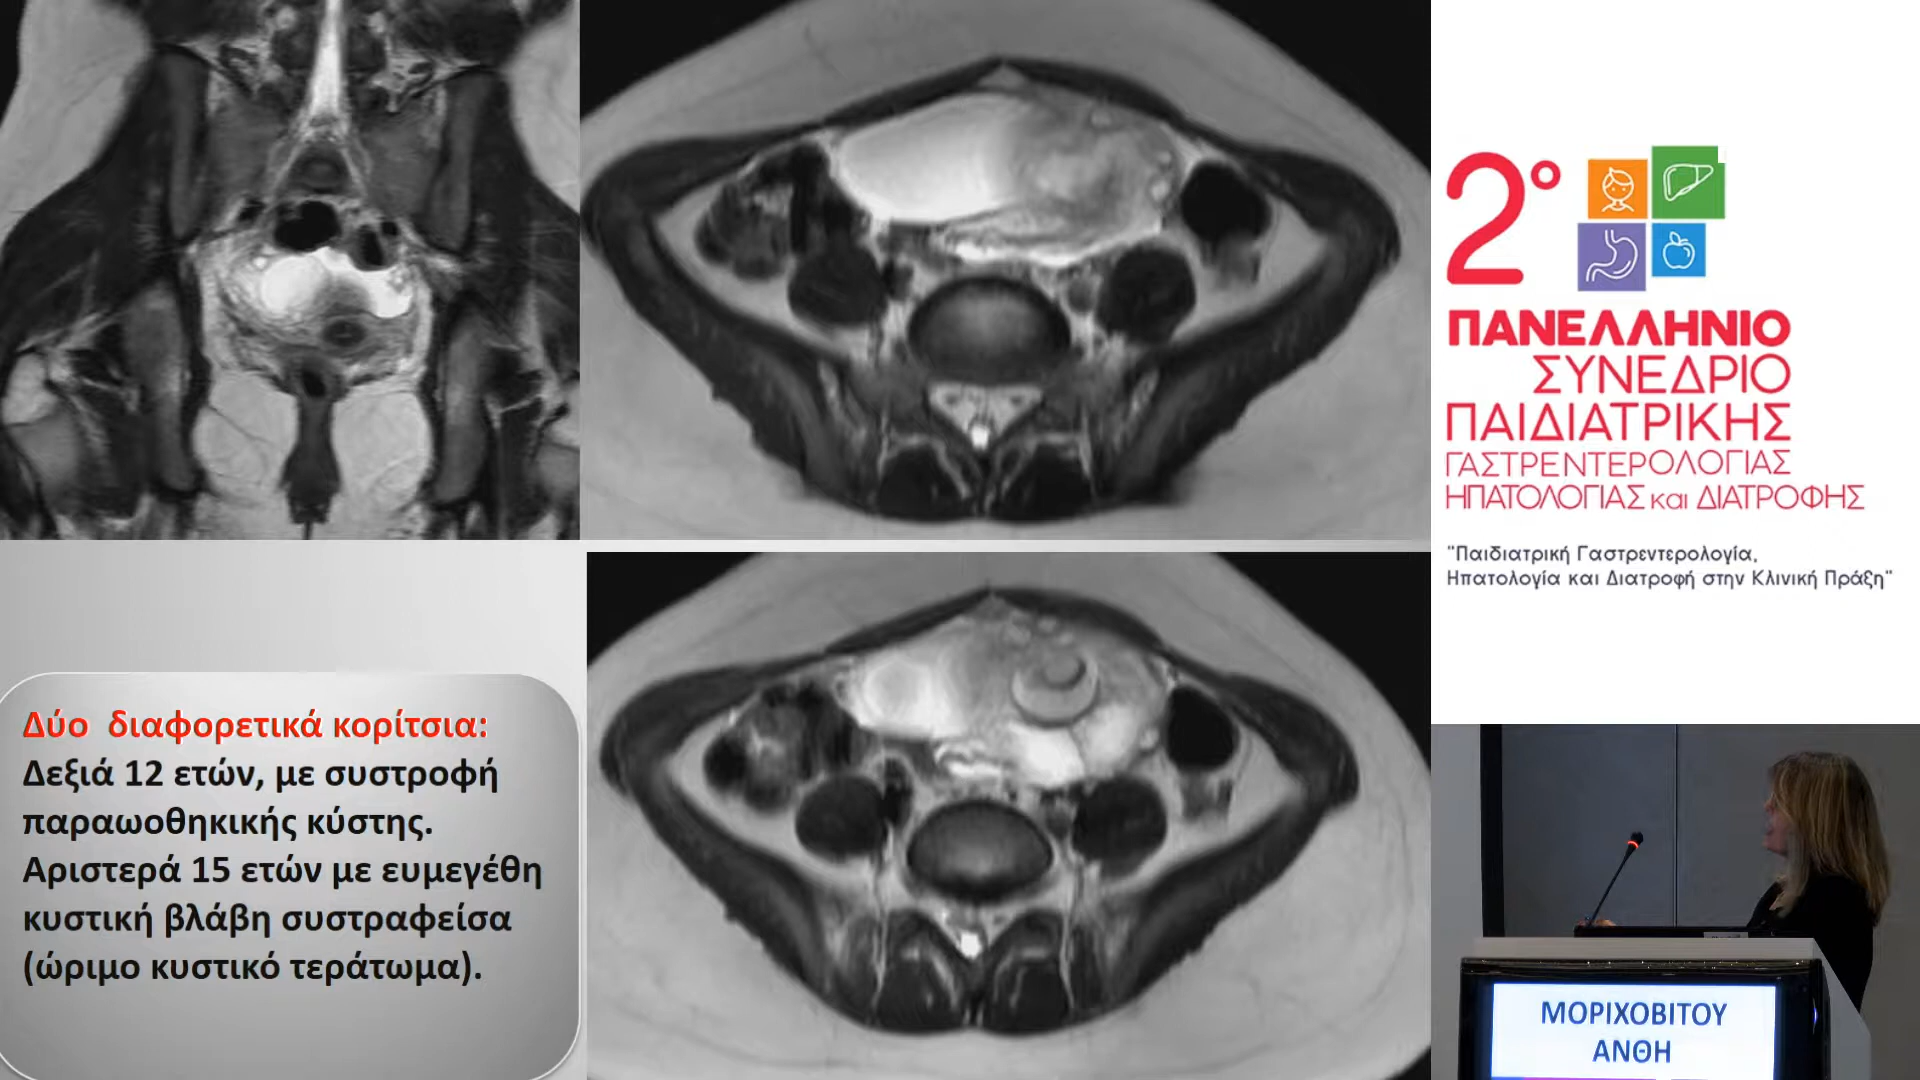 Δύο διαφορετικά κορίτσια:
Δεξιά 12 ετών, με συστροφή
παραωοθηκικής κύστης.
Αριστερά 15 ετών με ευμεγέθη
κυστική βλάβη συστραφείσα
(ώριμο κυστικό τεράτωμα).
2ο
ΠΑΝΕΛΛΗΝΙΟ
ΣΥΝΕΔΡΙΟ
ΠΑΙΔΙΑΤΡΙΚΗΣ
ΓΑΣΤΡΕΝΤΕΡΟΛΟΓΙΑΣ
ΗΠΑΤΟΛΟΓΙΑΣ και ΔΙΑΤΡΟΦΗΣ
"Παιδιατρική Γαστρεντερολογία,
Ηπατολογία και Διατροφή στην Κλινική Πράξη"
ΜΟΡΙΧΟΒΙΤΟΥ
ΑΝΘΗ